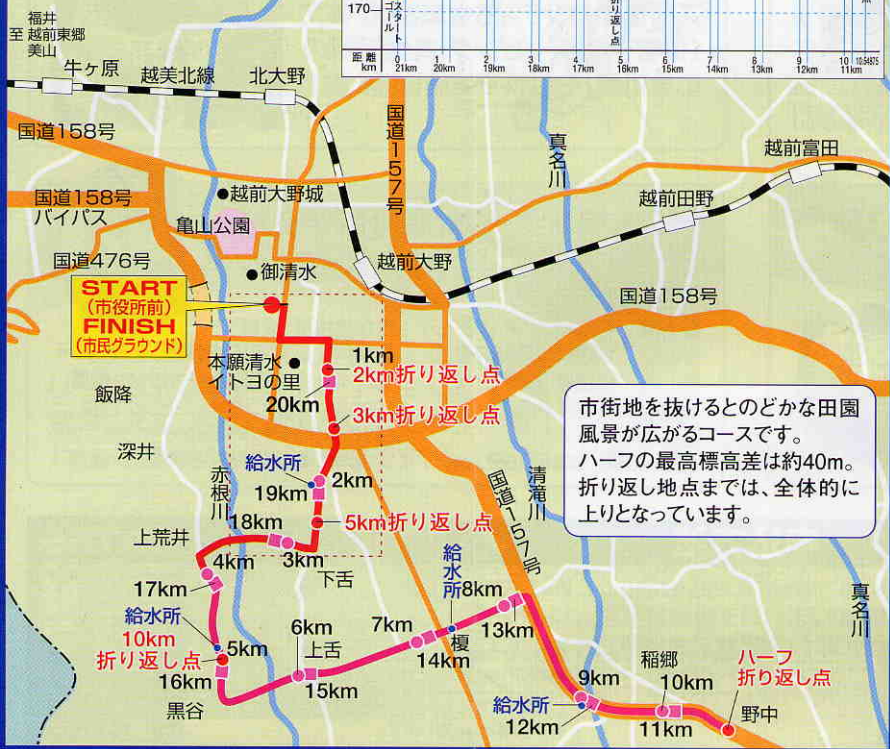 福井
至 越前東郷
美山
170
スタート
ゴール
折り返し点
点
距離
km
0 1 2 3 4 5 6 7 8 9 10 10.54875
21km 20km 19km 18km 17km 16km 15km 14km 13km 12km 11km
牛ヶ原
越美北線
北大野
国道158号
国道157号
真名川
越前富田
国道158号
バイパス
越前大野城
越前田野
亀山公園
国道476号
御清水
越前大野
START
(市役所前)
FINISH
(市民グラウンド)
国道158号
本願清水
イトヨの里
1km
2km折り返し点
20km
3km折り返し点
飯降
市街地を抜けるとのどかな田園
風景が広がるコースです。
ハーフの最高標高差は約40m。
折り返し地点までは、全体的に
上りとなっています。
深井
給水所
2km
19km
赤根川
清滝川
国道157号
18km
5km折り返し点
上荒井
3km
4km
下舌
17km
給水所
8km
真名川
給水所
10km
折り返し点
5km
6km
7km
13km
上舌
榎
14km
16km
15km
稲郷
ハーフ
折り返し点
9km
10km
黒谷
給水所
12km
11km
野中